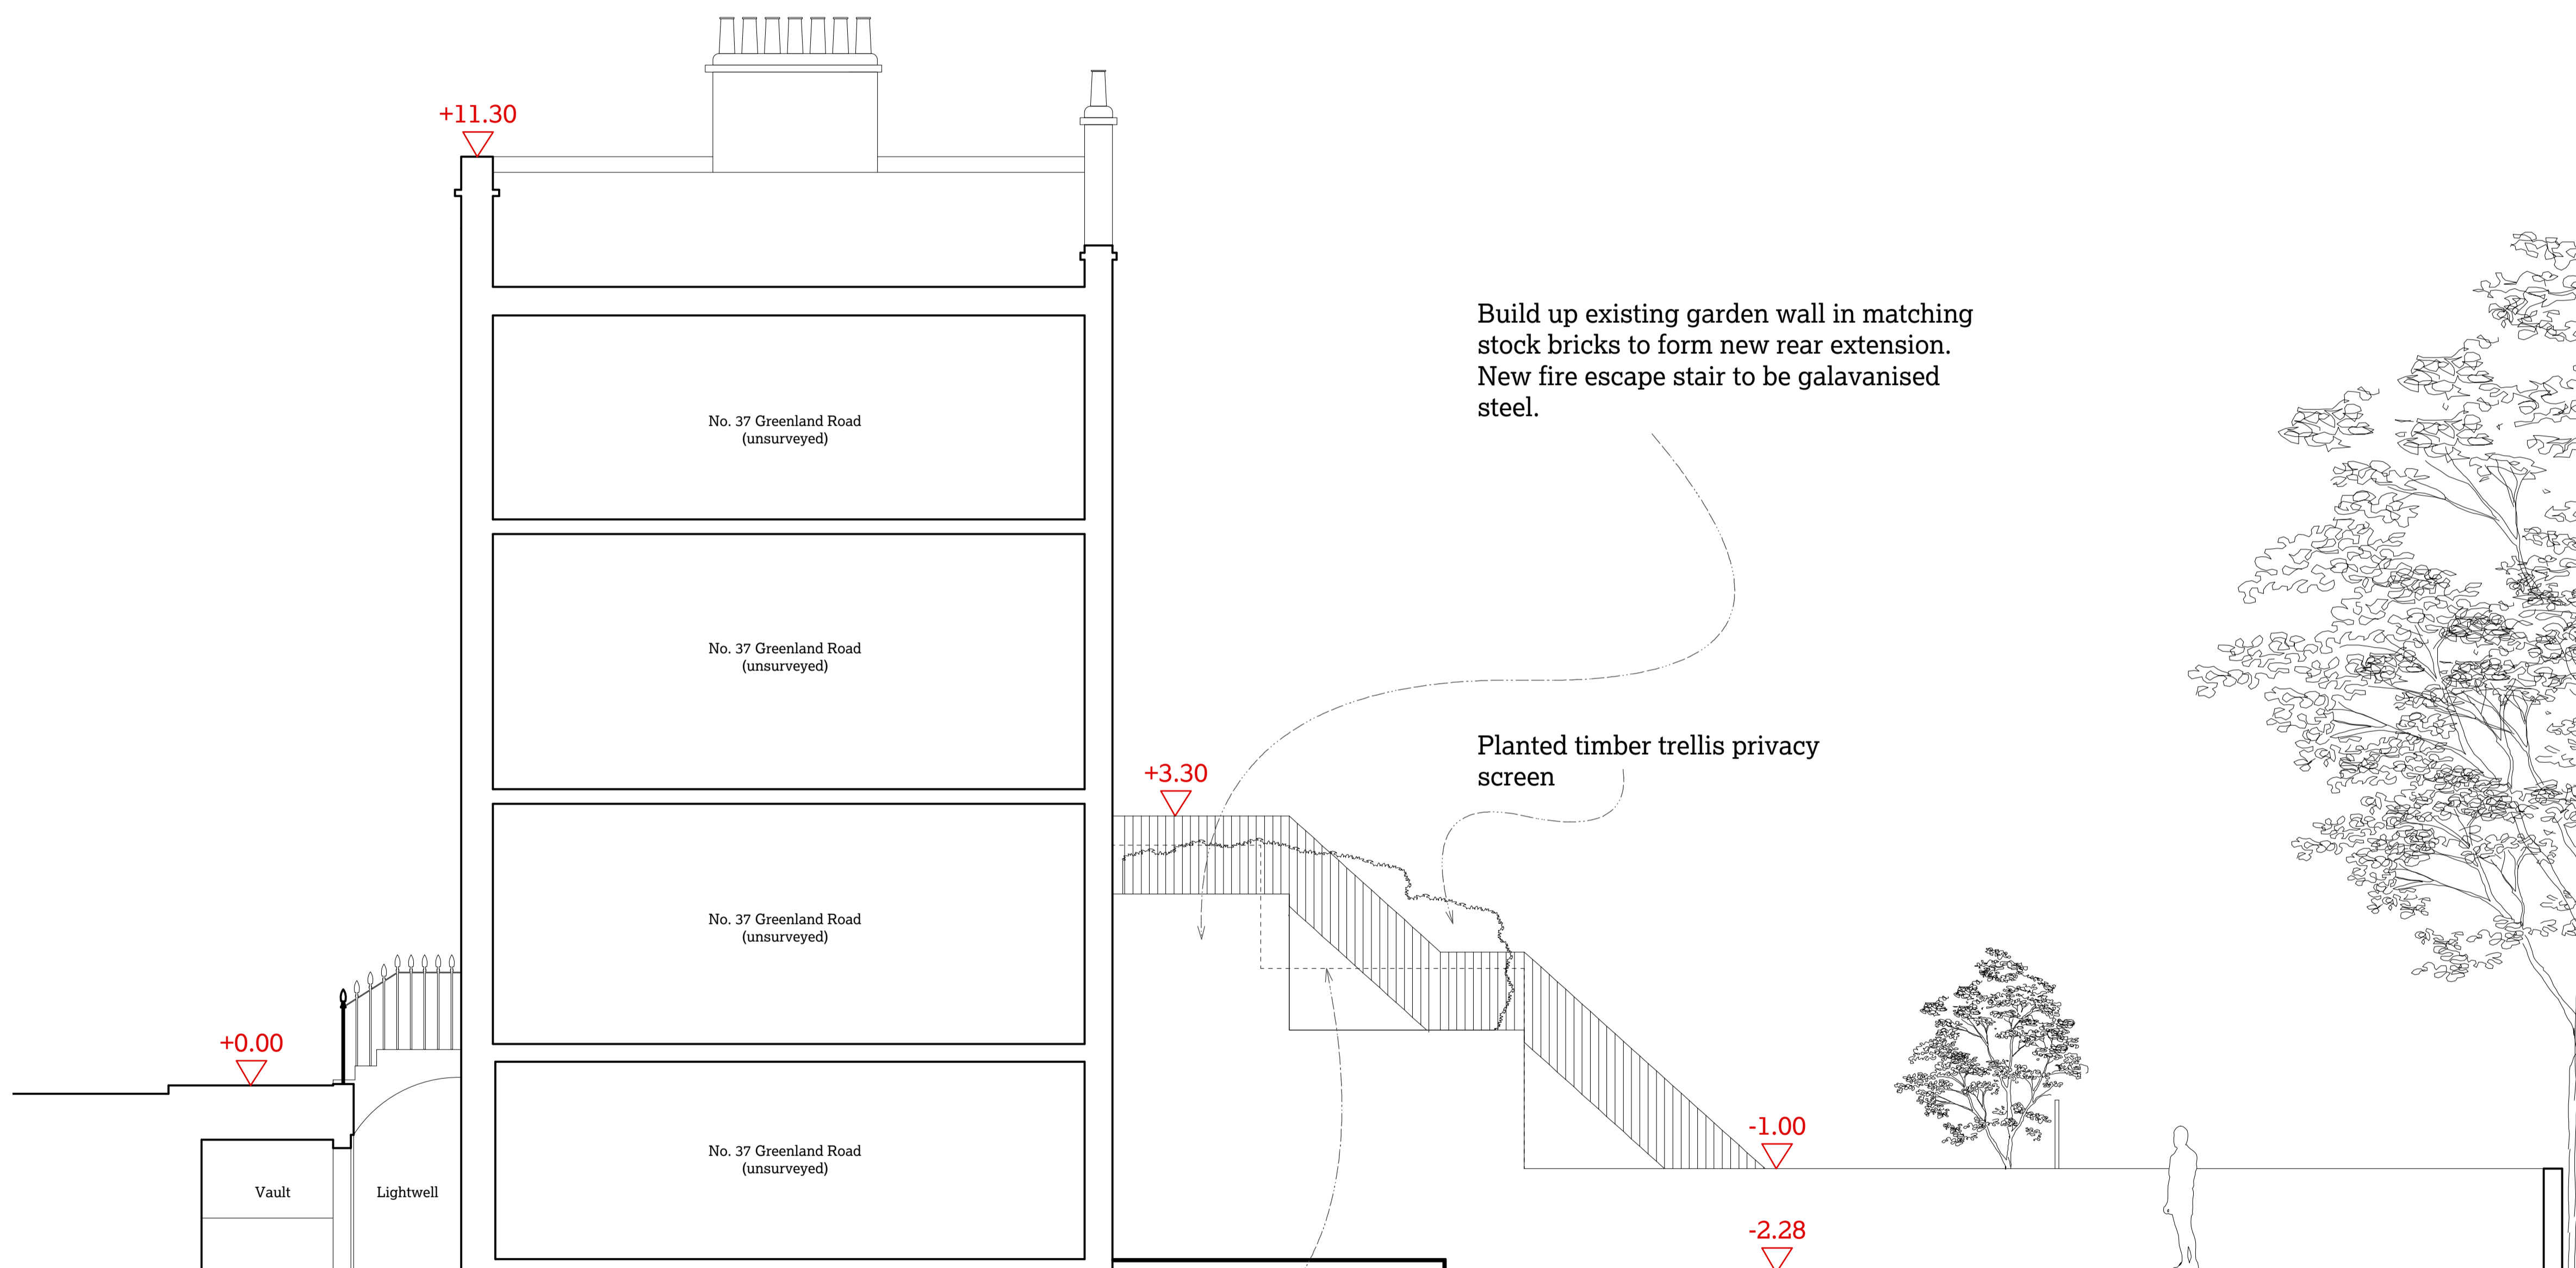 +11.30
Build up existing garden wall in matching
stock bricks to form new rear extension.
New fire escape stair to be galavanised
steel.
No. 37 Greenland Road
(unsurveyed)
No. 37 Greenland Road
(unsurveyed)
Planted timber trellis privacy
screen
+3.30
No. 37 Greenland Road
(unsurveyed)
+0.00
-1.00
No. 37 Greenland Road
(unsurveyed)
Vault
Lightwell
-2.28